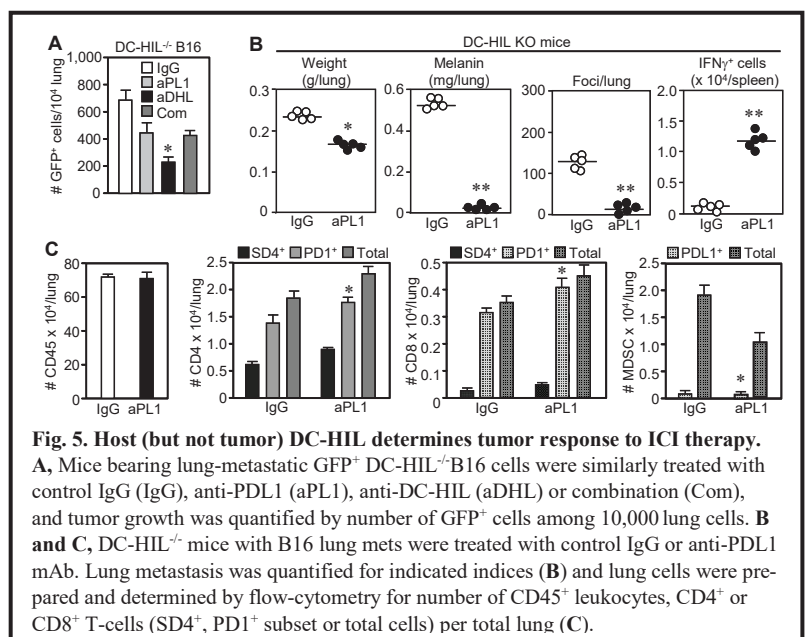 A
DC-HIL-/- B16
# GFP+ cells/10⁴ lung
1,000
800
600
400
200
0
IgG
aPL1
aDHL
Com
*
B
DC-HIL KO mice
Weight
(g/lung)
0.3
0.2
0.1
0
*
IgG aPL1
Melanin
(mg/lung)
0.6
0.4
0.2
0
**
IgG aPL1
Foci/lung
300
200
100
0
**
IgG aPL1
IFNγ+ cells
(x 10⁴/spleen)
2.0
1.5
1.0
0.5
0
**
IgG aPL1
C
# CD45 x 10⁴/lung
80
60
40
20
0
IgG aPL1
SD4+ PD1+ Total
# CD4 x 10⁴/lung
2.5
2.0
1.5
1.0
0.5
0
*
IgG aPL1
SD4+ PD1+ Total
# CD8 x 10⁴/lung
0.5
0.4
0.3
0.2
0.1
0
*
IgG aPL1
PDL1+ Total
# MDSC x 10⁴/lung
2.5
2.0
1.5
1.0
0.5
0
*
IgG aPL1
Fig. 5. Host (but not tumor) DC-HIL determines tumor response to ICI therapy.
A, Mice bearing lung-metastatic GFP+ DC-HIL-/-B16 cells were similarly treated with
control IgG (IgG), anti-PDL1 (aPL1), anti-DC-HIL (aDHL) or combination (Com),
and tumor growth was quantified by number of GFP+ cells among 10,000 lung cells. B
and C, DC-HIL-/- mice with B16 lung mets were treated with control IgG or anti-PDL1
mAb. Lung metastasis was quantified for indicated indices (B) and lung cells were pre-
pared and determined by flow-cytometry for number of CD45+ leukocytes, CD4+ or
CD8+ T-cells (SD4+, PD1+ subset or total cells) per total lung (C).